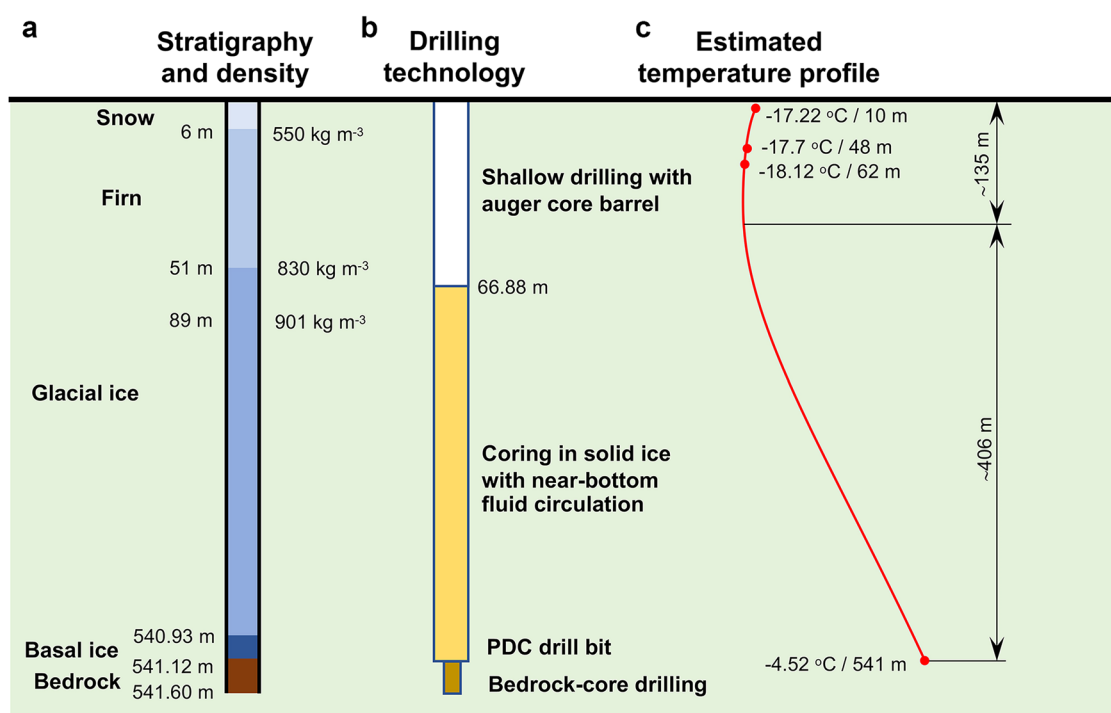 a
Stratigraphy
and density
Snow
6 m
550 kg m-3
Firn
51 m
830 kg m-3
89 m
901 kg m-3
Glacial ice
540.93 m
Basal ice
541.12 m
Bedrock
541.60 m
b
Drilling
technology
Shallow drilling with
auger core barrel
66.88 m
Coring in solid ice
with near-bottom
fluid circulation
PDC drill bit
Bedrock-core drilling
c
Estimated
temperature profile
-17.22 oC / 10 m
-17.7 oC / 48 m
-18.12 oC / 62 m
~135 m
~406 m
-4.52 oC / 541 m